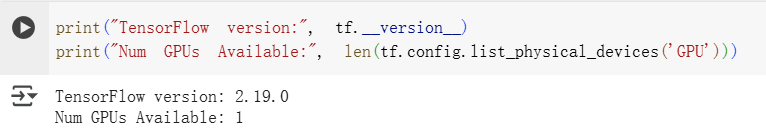 print("TensorFlow version:", tf.__version__)
print("Num GPUs Available:", len(tf.config.list_physical_devices('GPU')))
TensorFlow version: 2.19.0
Num GPUs Available: 1